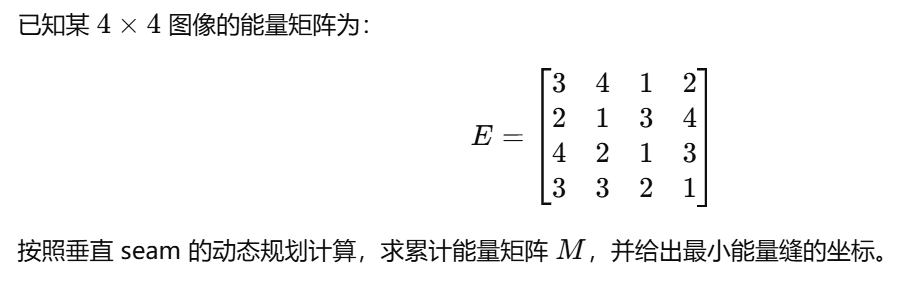 已知某 4 × 4 图像的能量矩阵为：
E = [3 4 1 2
2 1 3 4
4 2 1 3
3 3 2 1]
按照垂直 seam 的动态规划计算，求累计能量矩阵 M，并给出最小能量缝的坐标。